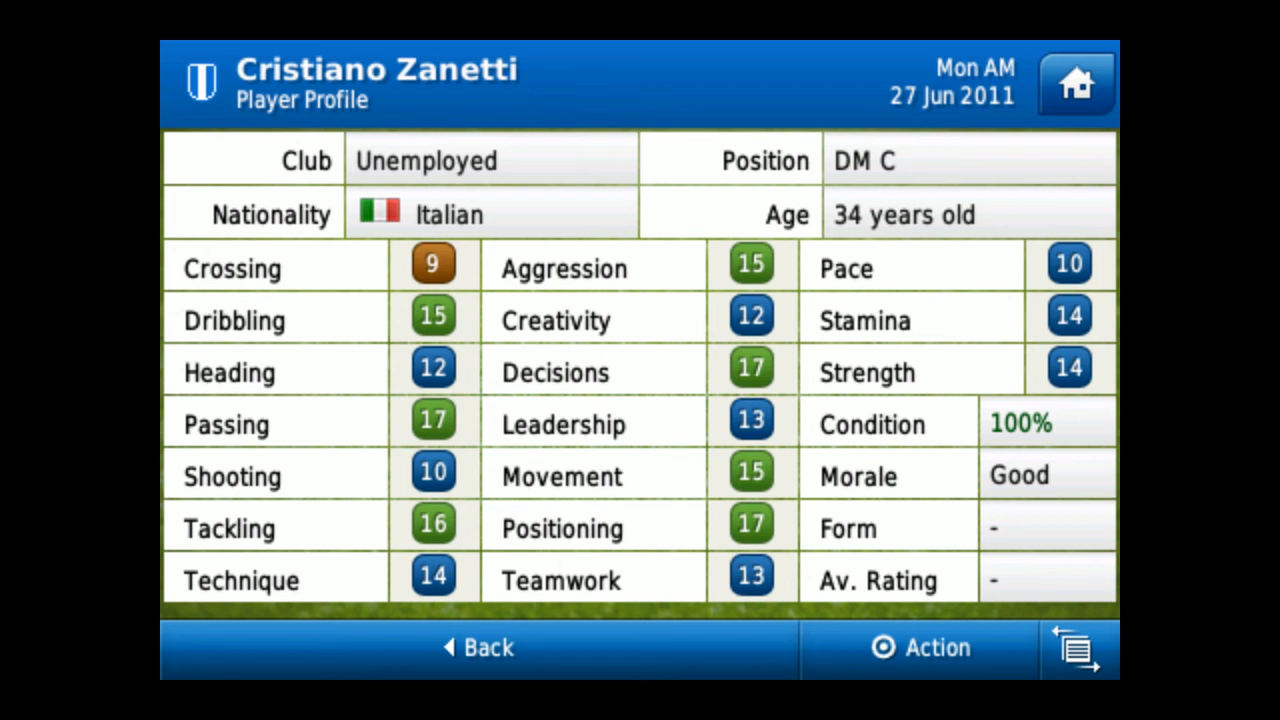 Cristiano Zanetti
Player Profile
Mon AM
27 Jun 2011
Club Unemployed Position DM C
Nationality Italian Age 34 years old
Crossing 9 Aggression 15 Pace 10
Dribbling 15 Creativity 12 Stamina 14
Heading 12 Decisions 17 Strength 14
Passing 17 Leadership 13 Condition 100%
Shooting 10 Movement 15 Morale Good
Tackling 16 Positioning 17 Form -
Technique 14 Teamwork 13 Av. Rating -
Back Action